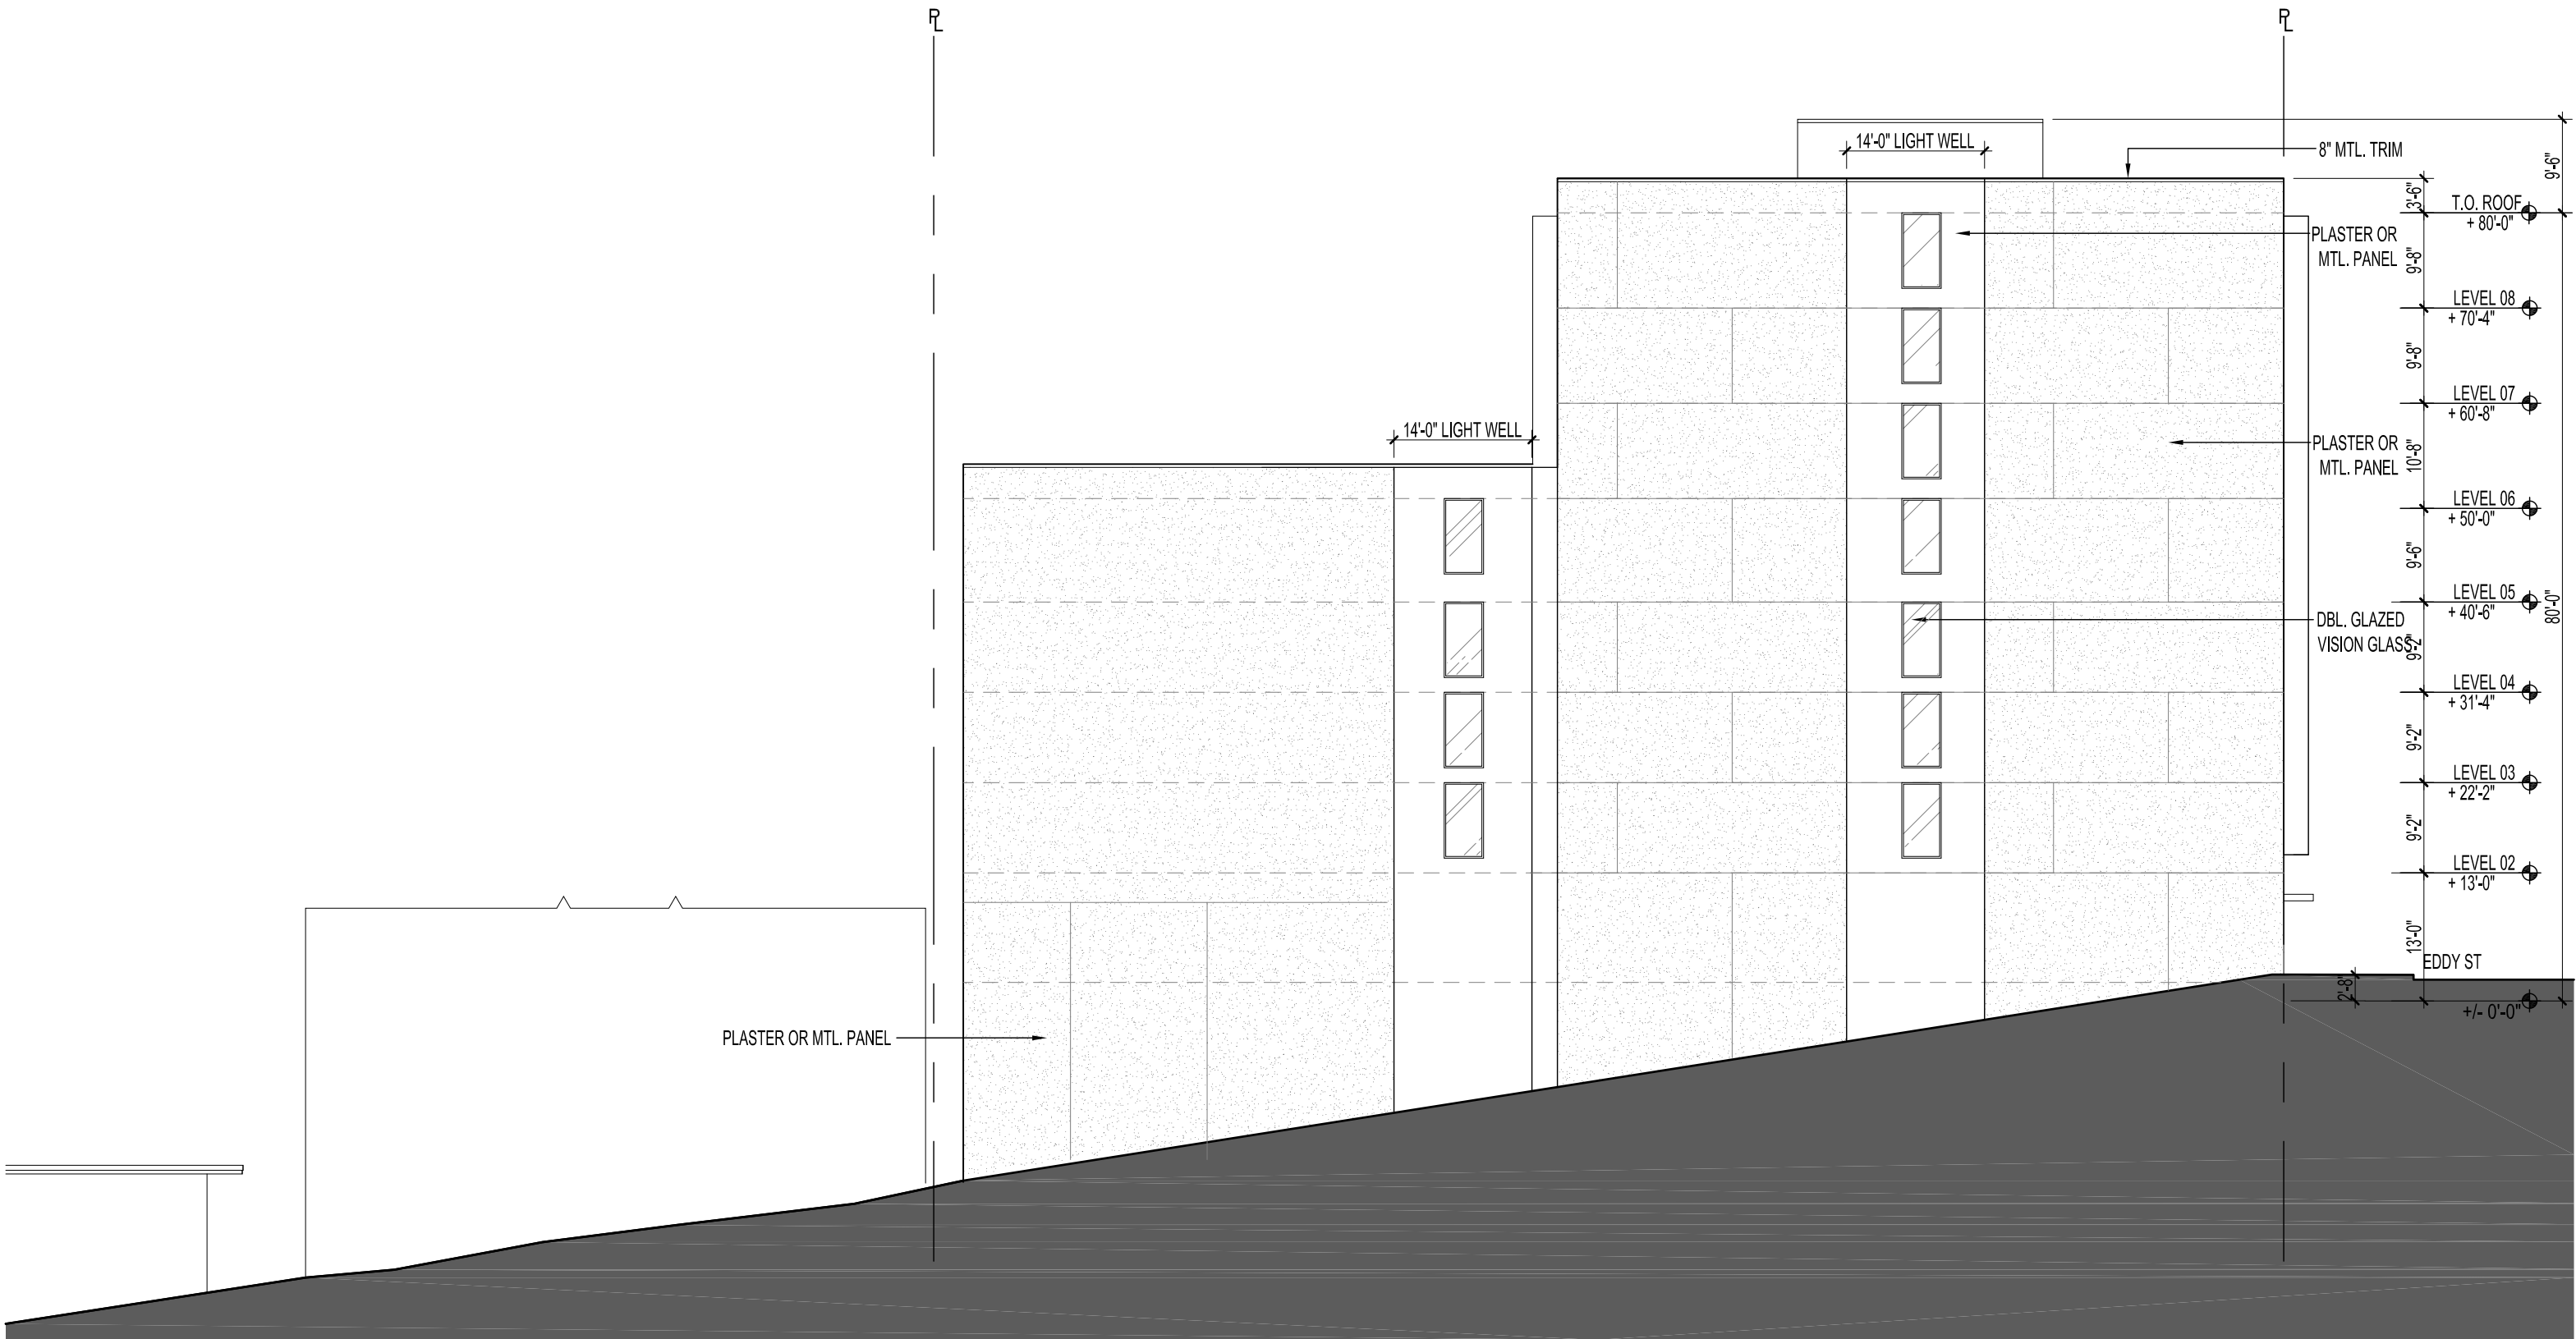 PL
PL
14'-0" LIGHT WELL
8" MTL. TRIM
9'-6"
3'-6"
T.O. ROOF
+ 80'-0"
PLASTER OR
MTL. PANEL
9'-8"
LEVEL 08
+ 70'-4"
9'-8"
LEVEL 07
+ 60'-8"
14'-0" LIGHT WELL
PLASTER OR
MTL. PANEL
10'-8"
LEVEL 06
+ 50'-0"
9'-6"
LEVEL 05
+ 40'-6"
80'-0"
DBL. GLAZED
VISION GLASS
9'-2"
LEVEL 04
+ 31'-4"
9'-2"
LEVEL 03
+ 22'-2"
9'-2"
LEVEL 02
+ 13'-0"
13'-0"
EDDY ST
2'-8"
+/- 0'-0"
PLASTER OR MTL. PANEL